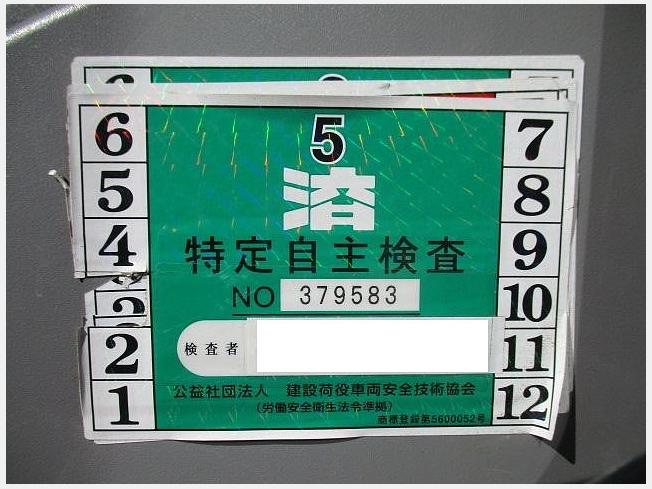 6 5 7
済
5 8
4 特定自主検査 9
3 NO 379583 10
2 検査者 11
1 公益社団法人 建設荷役車両安全技術協会 12
(労働安全衛生法令準拠)
商標登録第5600052号